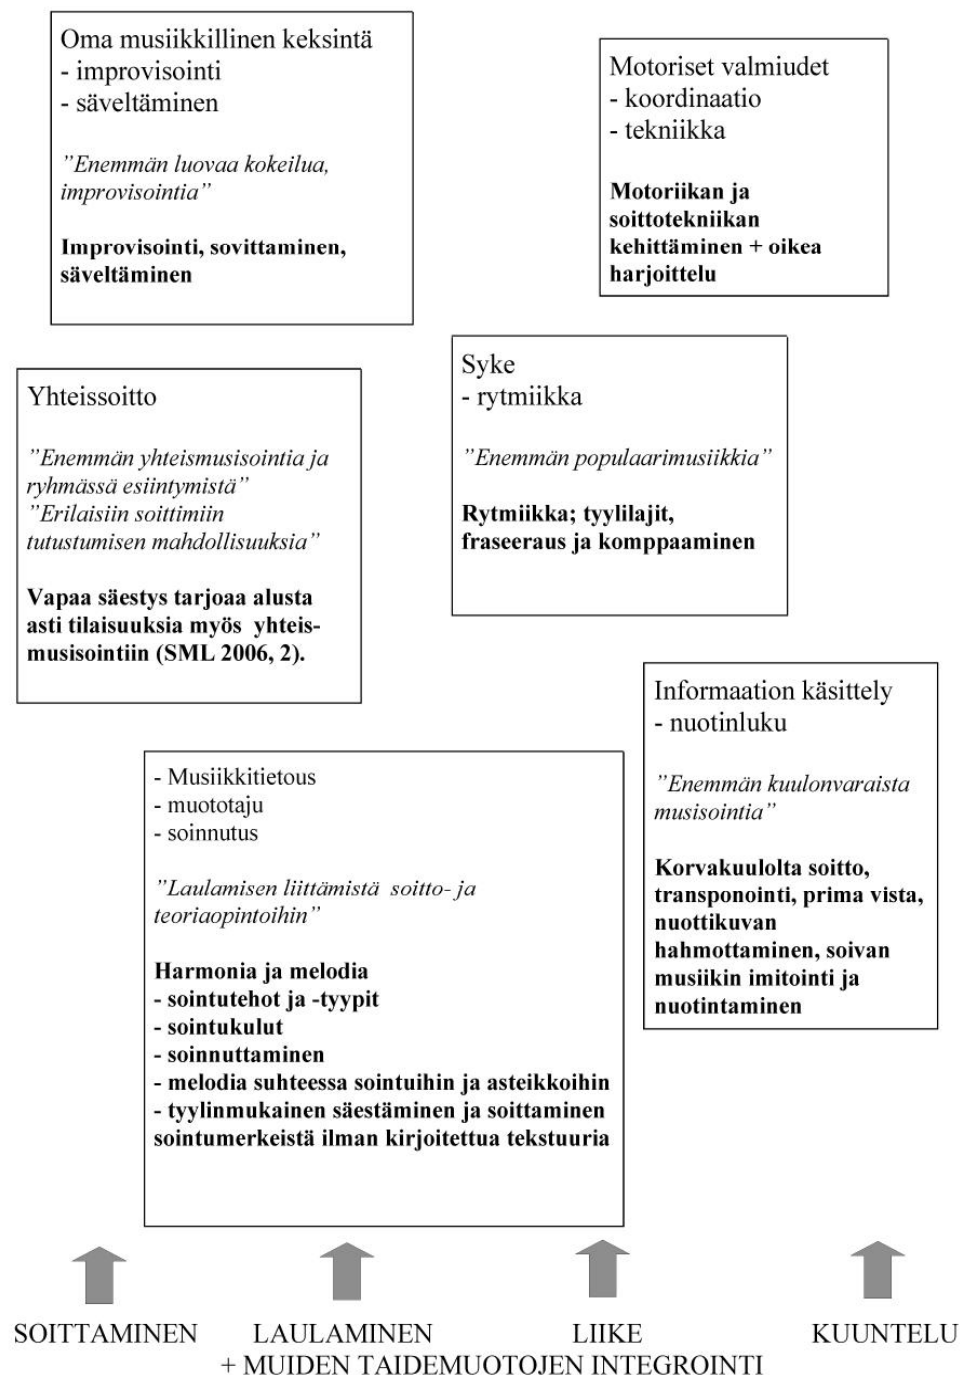 Oma musiikkillinen keksintä
- improvisointi
- säveltäminen
”Enemmän luovaa kokeilua,
improvisointia”
Improvisointi, sovittaminen,
säveltäminen
Motoriset valmiudet
- koordinaatio
- tekniikka
Motoriikan ja
soittotekniikan
kehittäminen + oikea
harjoittelu
Yhteissoitto
”Enemmän yhteismusisointia ja
ryhmässä esiintymistä”
”Erilaisiin soittimiin
tutustumisen mahdollisuuksia”
Vapaa säestys tarjoaa alusta
asti tilaisuuksia myös yhteis-
musisointiin (SML 2006, 2).
Syke
- rytmiikka
”Enemmän populaarimusiikkia”
Rytmiikka; tyylilajit,
fraseeraus ja komppaaminen
Informaation käsittely
- nuotinluku
”Enemmän kuulonvaraista
musisointia”
Korvakuulolta soitto,
transponointi, prima vista,
nuottikuvan
hahmottaminen, soivan
musiikin imitointi ja
nuotintaminen
- Musiikkitietous
- muototaju
- soinnutus
”Laulamisen liittämistä soitto- ja
teoriaopintoihin”
Harmonia ja melodia
- sointutehot ja -tyypit
- sointukulut
- soinnuttaminen
- melodia suhteessa sointuihin ja asteikkoihin
- tyylinmukainen säestäminen ja soittaminen
sointumerkeistä ilman kirjoitettua tekstuuria
SOITTAMINEN LAULAMINEN LIIKE KUUNTELU
+ MUIDEN TAIDEMUOTOJEN INTEGROINTI